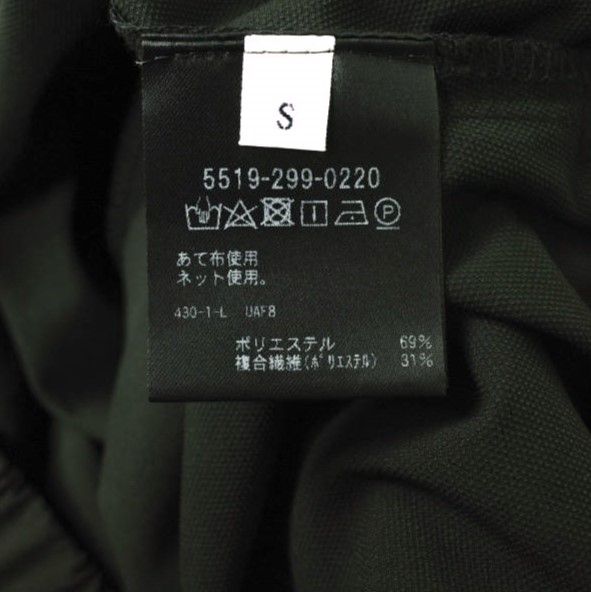 S
5519-299-0220
あて布使用
ネット使用。
430-1-L UAF8
ポリエステル 69%
複合繊維(ポリエステル) 31%